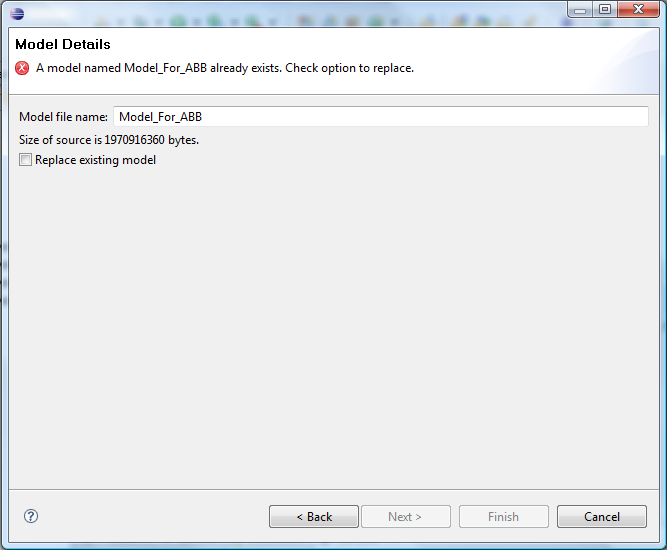 Model Details
A model named Model_For_ABB already exists. Check option to replace.
Model file name: Model_For_ABB
Size of source is 1970916360 bytes.
Replace existing model
< Back Next > Finish Cancel